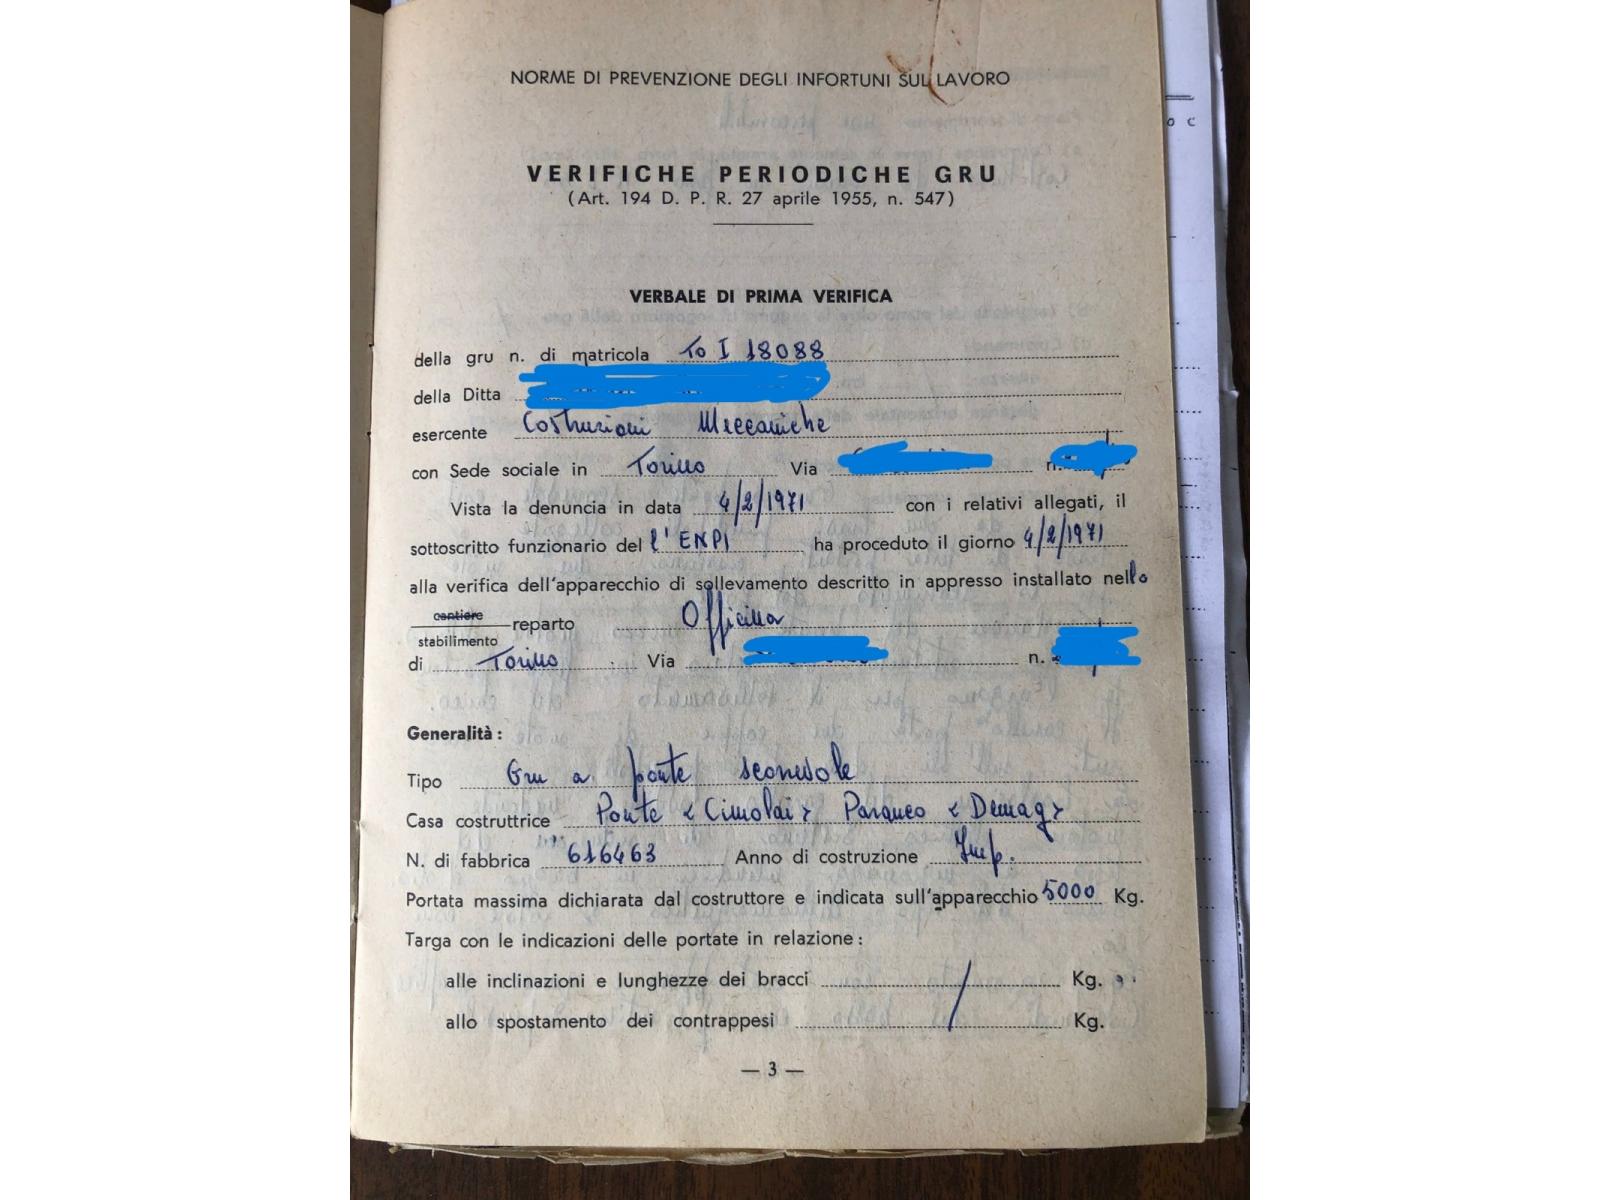 NORME DI PREVENZIONE DEGLI INFORTUNI SUL LAVORO
VERIFICHE PERIODICHE GRU
(Art. 194 D. P. R. 27 aprile 1955, n. 547)
VERBALE DI PRIMA VERIFICA
della gru n. di matricola To I 18088
della Ditta
esercente Costruzioni Meccaniche
con Sede sociale in Torino Via n.
Vista la denuncia in data 4/2/1971 con i relativi allegati, il
sottoscritto funzionario del l'ENPI ha proceduto il giorno 4/2/1971
alla verifica dell'apparecchio di sollevamento descritto in appresso installato nello
cantiere
reparto Officina
stabilimento
di Torino Via n.
Generalità :
Tipo Gru a ponte scorrevole
Casa costruttrice Ponte < Cimolai > Paranco < Demag >
N. di fabbrica 616463 Anno di costruzione Imp.
Portata massima dichiarata dal costruttore e indicata sull'apparecchio 5000 Kg.
Targa con le indicazioni delle portate in relazione :
alle inclinazioni e lunghezze dei bracci / Kg.
allo spostamento dei contrappesi Kg.
— 3 —